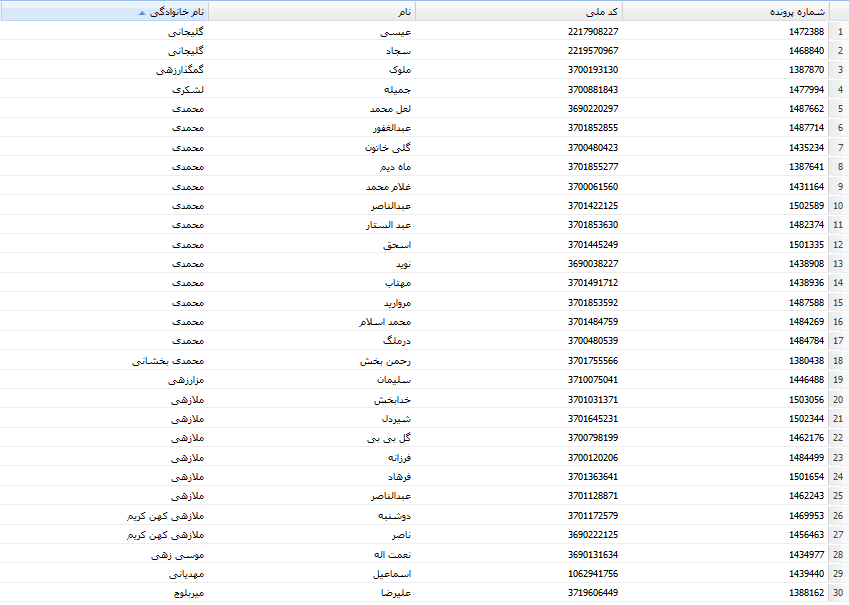 شماره پرونده کد ملی نام نام خانوادگی
1 1472388 2217908227 عیسی گلیجانی
2 1468840 2219570967 سجاد گلیجانی
3 1387870 3700193130 ملوک گمگذارزهی
4 1477994 3700881843 جمیله لشکری
5 1487662 3690220297 لعل محمد محمدی
6 1487714 3701852855 عبدالغفور محمدی
7 1435234 3700480423 گلی خاتون محمدی
8 1387641 3701855277 ماه دیم محمدی
9 1431164 3700061560 غلام محمد محمدی
10 1502589 3701422125 عبدالناصر محمدی
11 1482374 3701853630 عبد الستار محمدی
12 1501335 3701445249 اسحق محمدی
13 1438908 3690038227 نوید محمدی
14 1438936 3701491712 مهتاب محمدی
15 1487588 3701853592 مروارید محمدی
16 1484269 3701484759 محمد اسلام محمدی
17 1484784 3700480539 درملگ محمدی
18 1380438 3701755566 رحمن بخش محمدی بخشانی
19 1446488 3710075041 سلیمان مزارزهی
20 1503056 3701031371 خدابخش ملازهی
21 1502344 3701645231 شیردل ملازهی
22 1462176 3700798199 گل بی بی ملازهی
23 1484499 3700120206 فرزانه ملازهی
24 1501654 3701363641 فرهاد ملازهی
25 1462243 3701128871 عبدالناصر ملازهی
26 1469953 3701172579 دوشنبه ملازهی کهن کریم
27 1456463 3690222125 ناصر ملازهی کهن کریم
28 1434977 3690131634 نعمت اله موسی زهی
29 1439440 1062941756 اسماعیل مهدیانی
30 1388162 3719606449 علیرضا میربلوچ